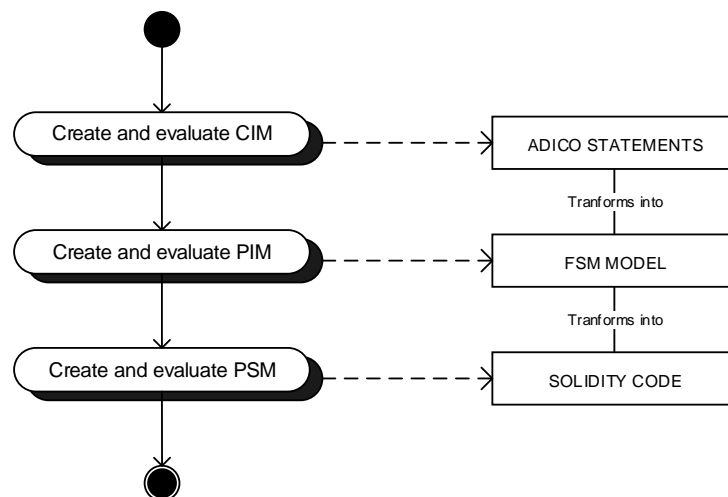 Create and evaluate CIM
ADICO STATEMENTS
Tranforms into
Create and evaluate PIM
FSM MODEL
Tranforms into
Create and evaluate PSM
SOLIDITY CODE